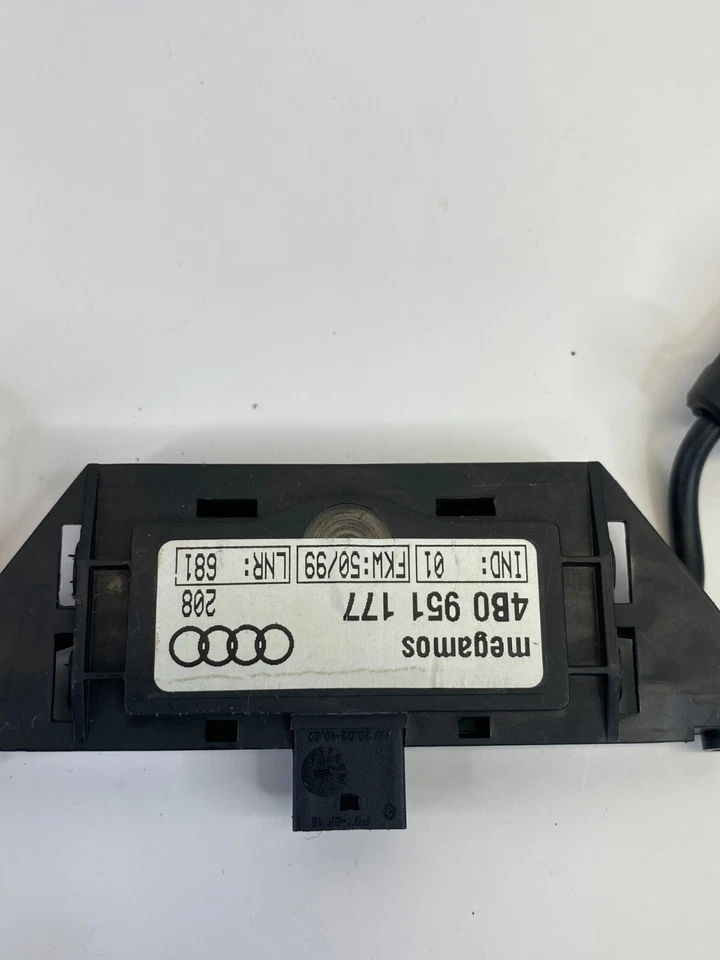 megamos
4B0 951 177
208
IND: 01 FKW:50/99 LNR: 681